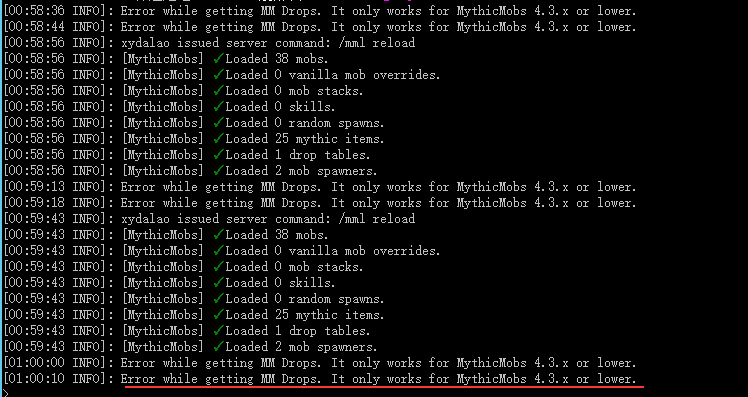 [00:58:36 INFO]: Error while getting MM Drops. It only works for MythicMobs 4.3.x or lower.
[00:58:44 INFO]: Error while getting MM Drops. It only works for MythicMobs 4.3.x or lower.
[00:58:56 INFO]: xydalao issued server command: /mml reload
[00:58:56 INFO]: [MythicMobs] ✓Loaded 38 mobs.
[00:58:56 INFO]: [MythicMobs] ✓Loaded 0 vanilla mob overrides.
[00:58:56 INFO]: [MythicMobs] ✓Loaded 0 mob stacks.
[00:58:56 INFO]: [MythicMobs] ✓Loaded 0 skills.
[00:58:56 INFO]: [MythicMobs] ✓Loaded 0 random spawns.
[00:58:56 INFO]: [MythicMobs] ✓Loaded 25 mythic items.
[00:58:56 INFO]: [MythicMobs] ✓Loaded 1 drop tables.
[00:58:56 INFO]: [MythicMobs] ✓Loaded 2 mob spawners.
[00:59:13 INFO]: Error while getting MM Drops. It only works for MythicMobs 4.3.x or lower.
[00:59:18 INFO]: Error while getting MM Drops. It only works for MythicMobs 4.3.x or lower.
[00:59:43 INFO]: xydalao issued server command: /mml reload
[00:59:43 INFO]: [MythicMobs] ✓Loaded 38 mobs.
[00:59:43 INFO]: [MythicMobs] ✓Loaded 0 vanilla mob overrides.
[00:59:43 INFO]: [MythicMobs] ✓Loaded 0 mob stacks.
[00:59:43 INFO]: [MythicMobs] ✓Loaded 0 skills.
[00:59:43 INFO]: [MythicMobs] ✓Loaded 0 random spawns.
[00:59:43 INFO]: [MythicMobs] ✓Loaded 25 mythic items.
[00:59:43 INFO]: [MythicMobs] ✓Loaded 1 drop tables.
[00:59:43 INFO]: [MythicMobs] ✓Loaded 2 mob spawners.
[01:00:00 INFO]: Error while getting MM Drops. It only works for MythicMobs 4.3.x or lower.
[01:00:10 INFO]: Error while getting MM Drops. It only works for MythicMobs 4.3.x or lower.
>